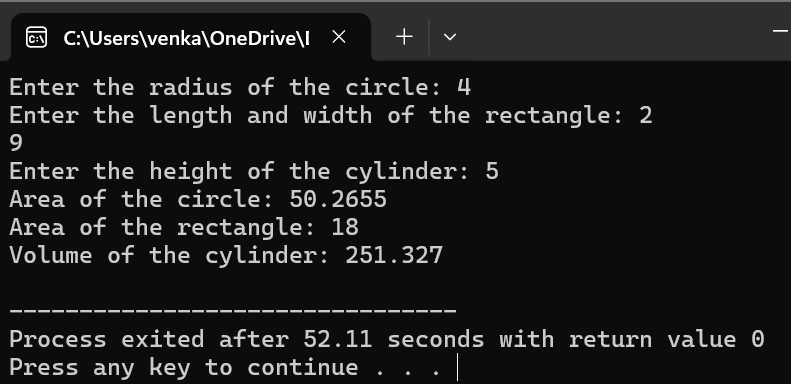 C:\Users\venka\OneDrive\I
Enter the radius of the circle: 4
Enter the length and width of the rectangle: 2
9
Enter the height of the cylinder: 5
Area of the circle: 50.2655
Area of the rectangle: 18
Volume of the cylinder: 251.327
--------------------------------
Process exited after 52.11 seconds with return value 0
Press any key to continue . . .